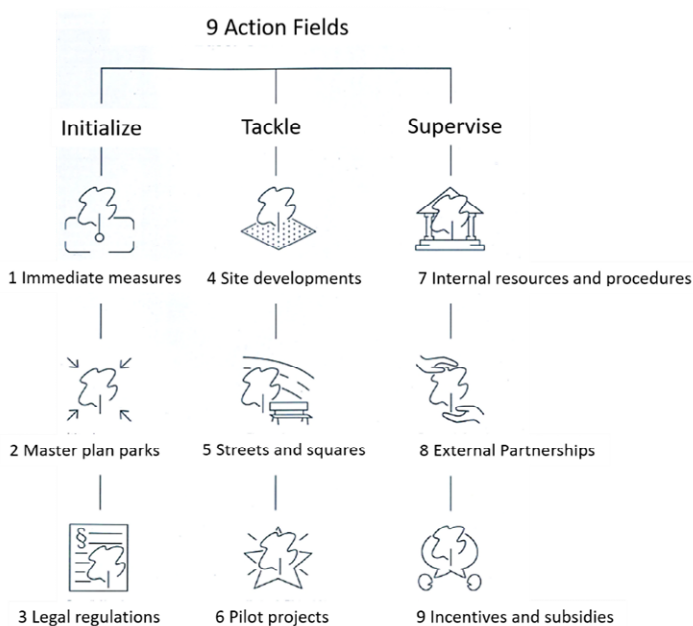 9 Action Fields
Initialize
Tackle
Supervise
1 Immediate measures
4 Site developments
7 Internal resources and procedures
2 Master plan parks
5 Streets and squares
8 External Partnerships
§
3 Legal regulations
6 Pilot projects
9 Incentives and subsidies